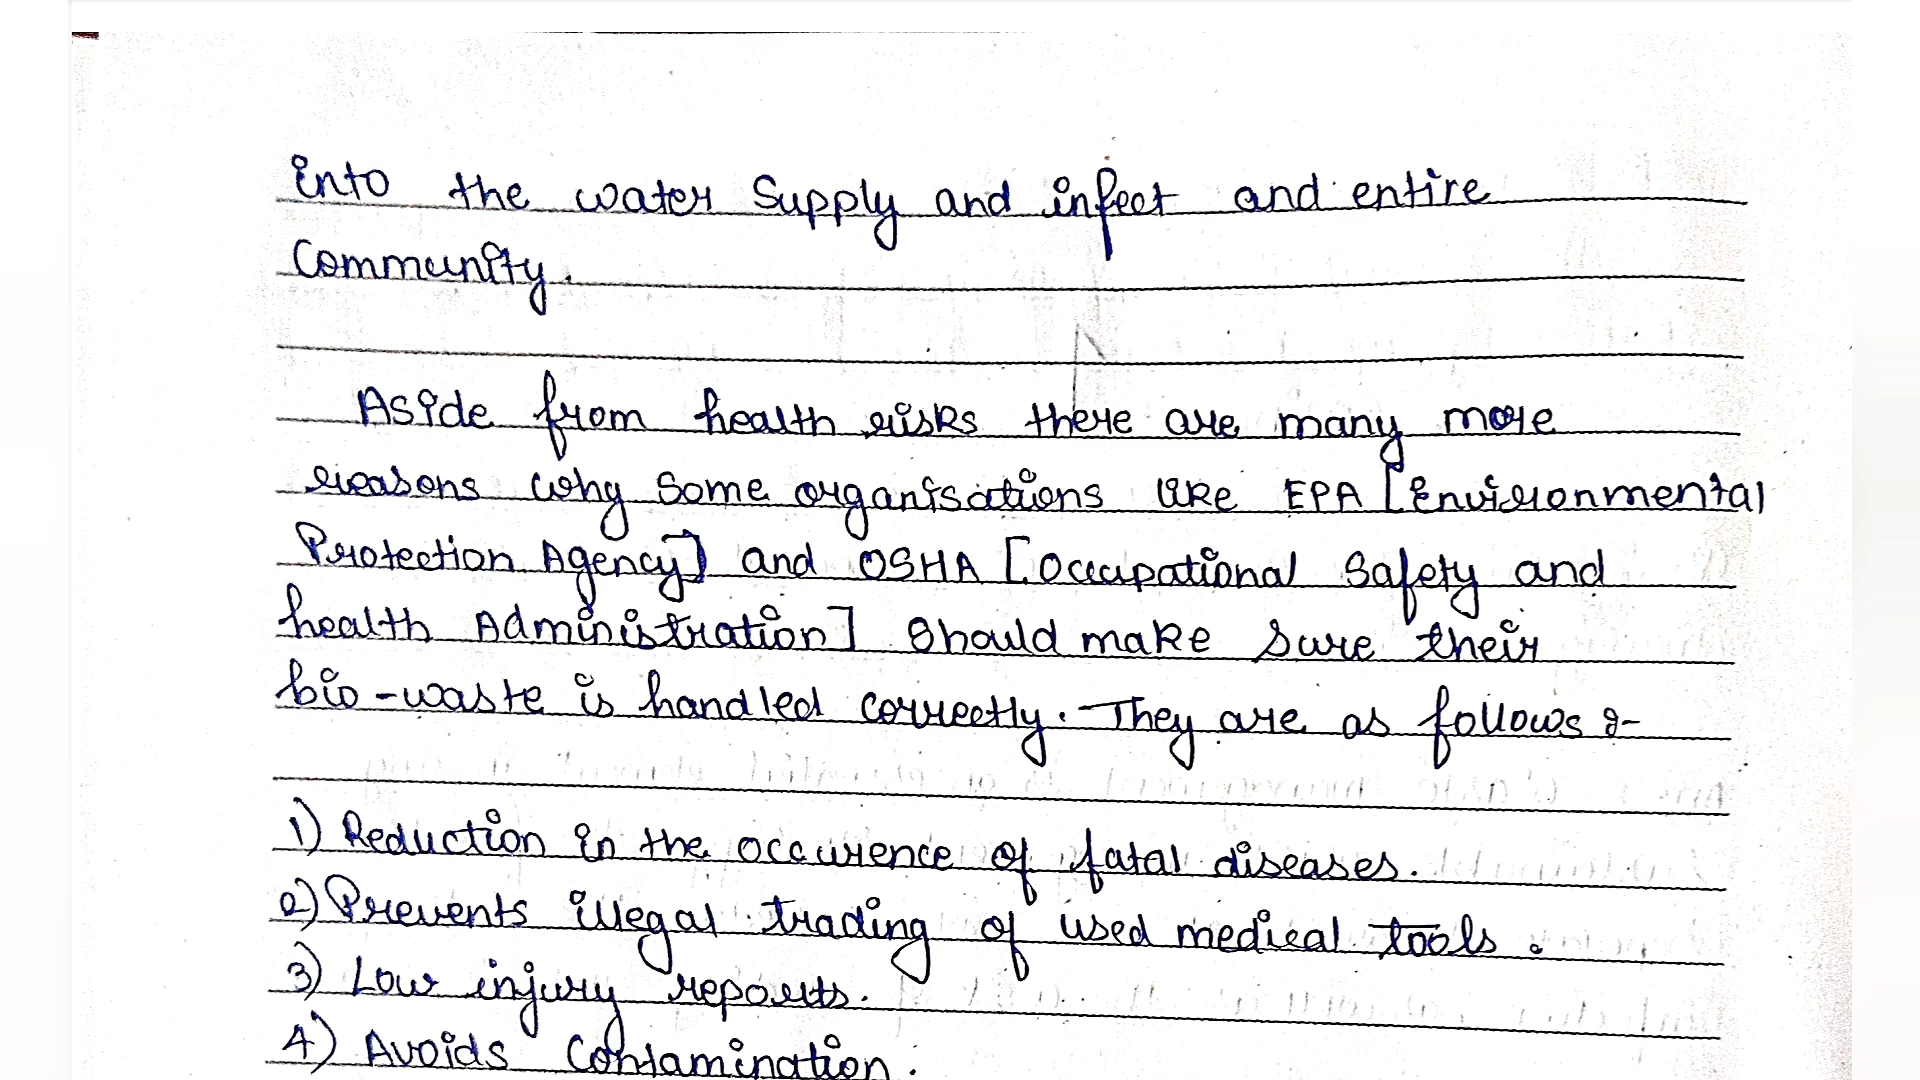 into the water supply and infect and entire
Community.
Aside from health risks there are many more
reasons why some organisations like EPA [Environmental
Protection Agency] and OSHA [Occupational Safety and
health Administration] should make sure their
bio-waste is handled correctly. They are as follows :-
1) Reduction in the occurence of fatal diseases.
2) Prevents illegal trading of used medical tools.
3) Low injury reports.
4) Avoids Contamination.